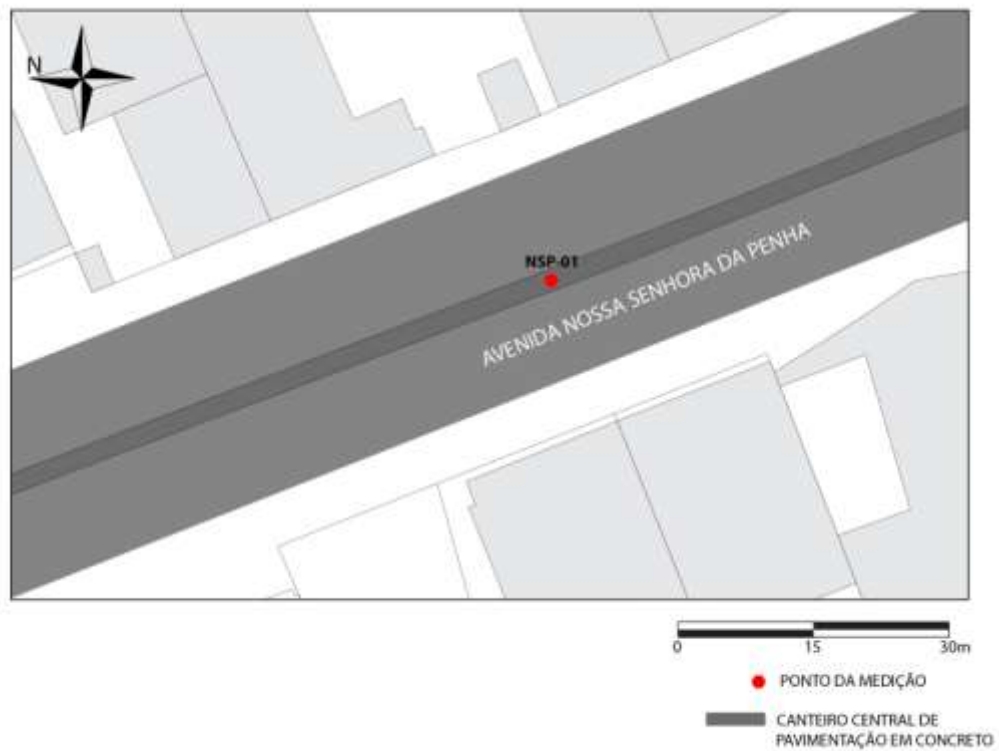 N
NSP-01
AVENIDA NOSSA SENHORA DA PENHA
0 15 30m
PONTO DA MEDIÇÃO
CANTEIRO CENTRAL DE
PAVIMENTAÇÃO EM CONCRETO